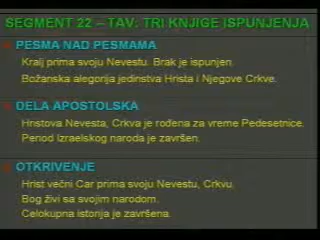 SEGMENT 22 – TAV: TRI KNJIGE ISPUNJENJA
PESMA NAD PESMAMA
Kralj prima svoju Nevestu. Brak je ispunjen.
Božanska alegorija jedinstva Hrista i Njegove Crkve.
DELA APOSTOLSKA
Hristova Nevesta, Crkva je rođena za vreme Pedesetnice.
Period Izraelskog naroda je završen.
OTKRIVENJE
Hrist večni Car prima svoju Nevestu, Crkvu.
Bog živi sa svojim narodom.
Celokupna istorija je završena.